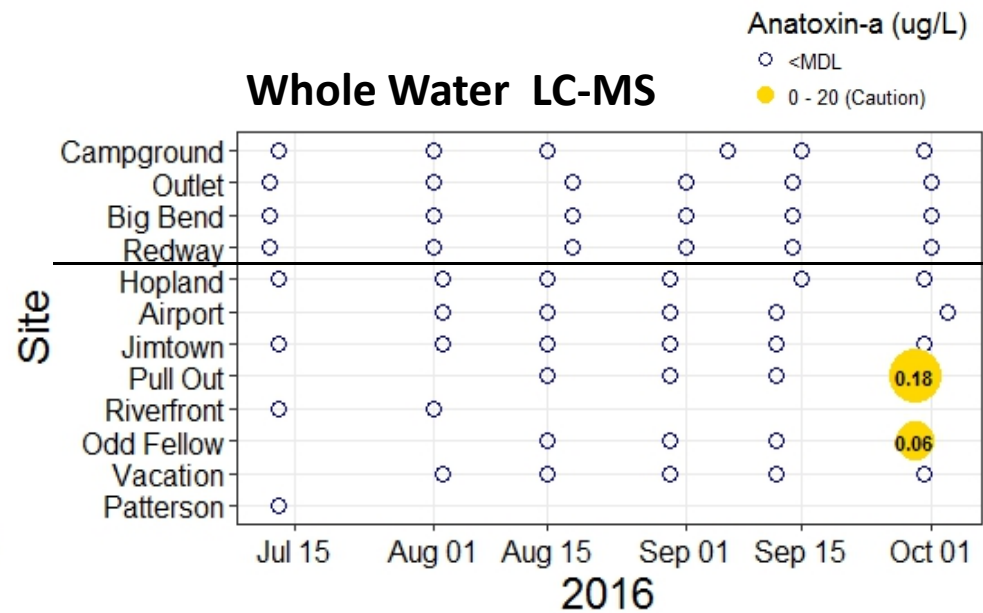 Anatoxin-a (ug/L)
<MDL
0 - 20 (Caution)
Whole Water LC-MS
Site
Campground
Outlet
Big Bend
Redway
Hopland
Airport
Jimtown
Pull Out
0.18
Riverfront
Odd Fellow
0.06
Vacation
Patterson
Jul 15 Aug 01 Aug 15 Sep 01 Sep 15 Oct 01
2016